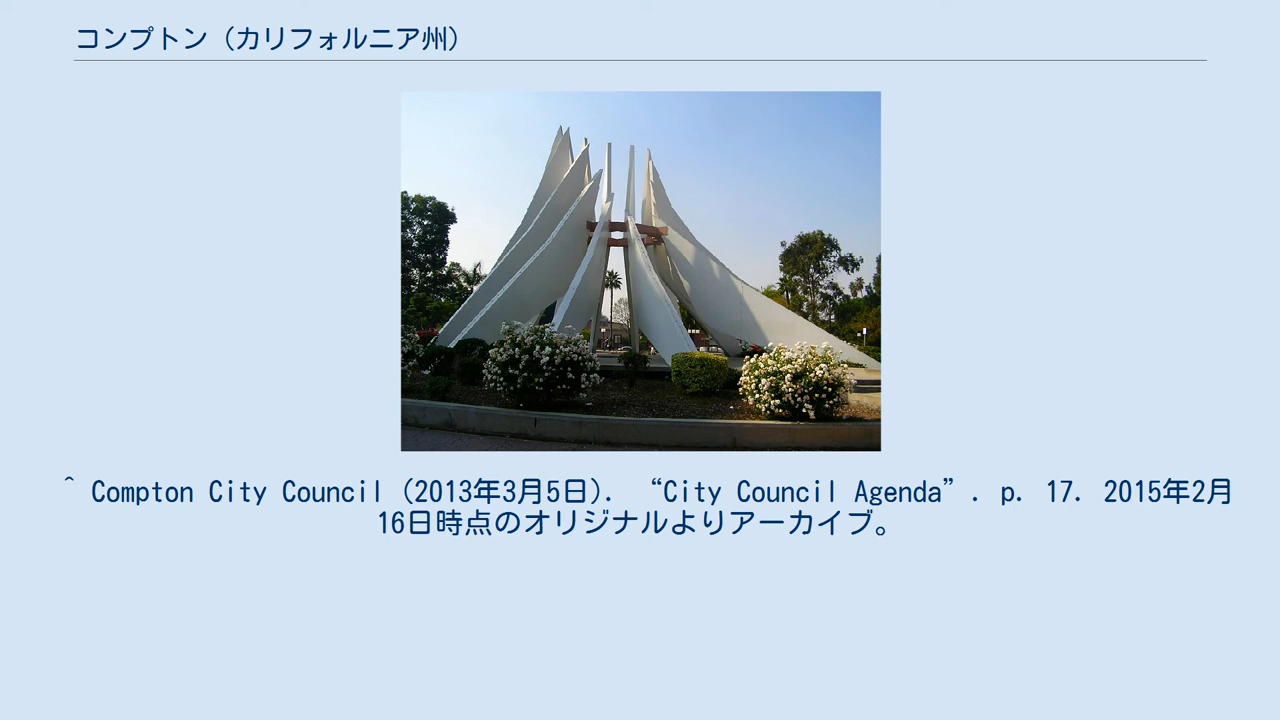 コンプトン（カリフォルニア州）
^ Compton City Council (2013年3月5日). “City Council Agenda”. p. 17. 2015年2月
16日時点のオリジナルよりアーカイブ。